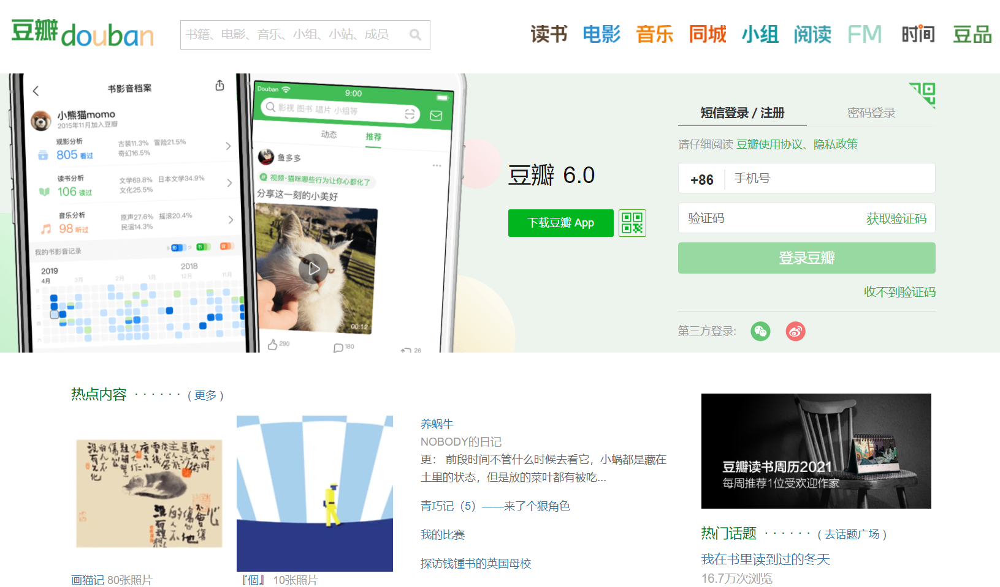 豆瓣douban
书籍、电影、音乐、小组、小站、成员
读书 电影 音乐 同城 小组 阅读 FM 时间 豆品
书影音档案
小熊猫momo
2015年11月加入豆瓣
观影分析
805 看过
古装11.3% 冒险21.5%
奇幻16.5%
读书分析
106 读过
文学69.8% 日本文学34.9%
文化25.5%
音乐分析
98 听过
原声27.6% 摇滚20.4%
民谣14.3%
我的书影音记录
影
书
音
2019
2018
4月 3月 2月 1月 12月 11月
二
四
六
Douban 9:00
影视 图书 唱片 小组等
动态 推荐
鱼多多
# 视频·猫咪哪些行为让你心都化了
分享这一刻的小美好
00:12
290 180 26
豆瓣 6.0
下载豆瓣 App
短信登录 / 注册 密码登录
请仔细阅读 豆瓣使用协议、隐私政策
+86 手机号
验证码 获取验证码
登录豆瓣
收不到验证码
第三方登录:
热点内容 · · · · · · ( 更多 )
画猫记 80张照片
『個』 10张照片
养蜗牛
NOBODY的日记
更： 前段时间不管什么时候去看它，小蜗都是藏在
土里的状态，但是放的菜叶都有被吃...
青巧记（5）——来了个狠角色
我的比赛
探访钱锺书的英国母校
豆瓣读书周历2021
每周推荐1位受欢迎作家
热门话题 · · · · · · ( 去话题广场 )
我在书里读到过的冬天
16.7万次浏览